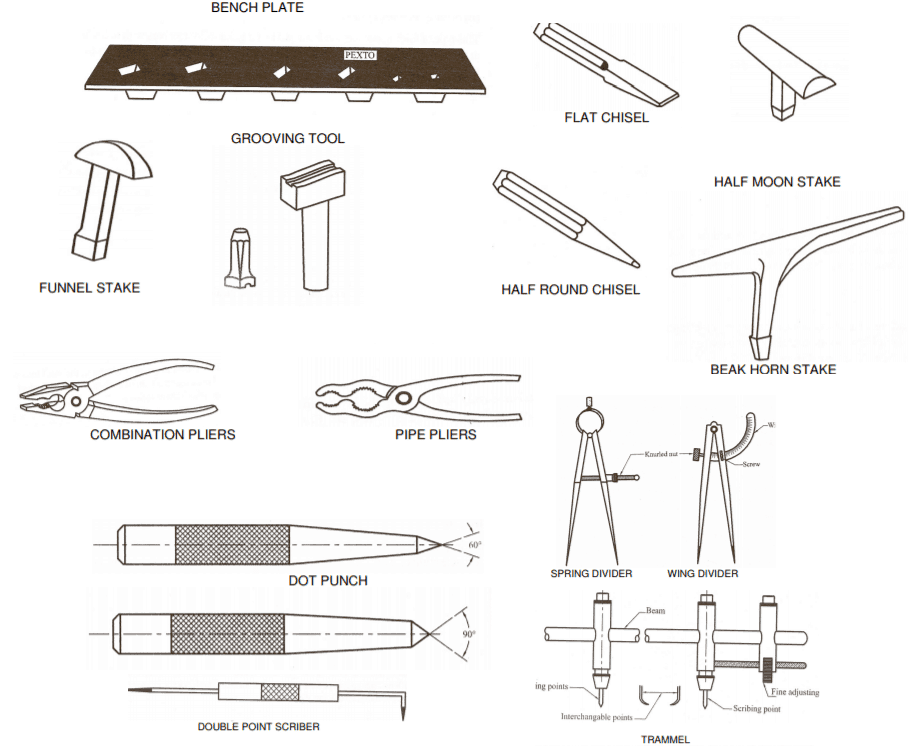 BENCH PLATE
PEXTO
FLAT CHISEL
GROOVING TOOL
HALF MOON STAKE
FUNNEL STAKE
HALF ROUND CHISEL
BEAK HORN STAKE
COMBINATION PLIERS
PIPE PLIERS
Knurled nut
W
Screw
SPRING DIVIDER
WING DIVIDER
60°
DOT PUNCH
90°
DOUBLE POINT SCRIBER
Beam
ing points
Fine adjusting
Interchangable points
Scribing point
TRAMMEL